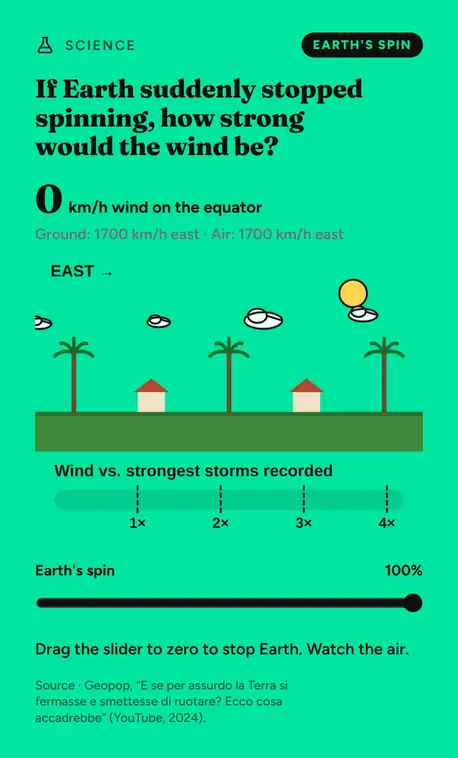 SCIENCE
EARTH'S SPIN
If Earth suddenly stopped
spinning, how strong
would the wind be?
0 km/h wind on the equator
Ground: 1700 km/h east · Air: 1700 km/h east
EAST →
Wind vs. strongest storms recorded
1× 2× 3× 4×
Earth's spin 100%
Drag the slider to zero to stop Earth. Watch the air.
Source · Geopop, “E se per assurdo la Terra si
fermasse e smettesse di ruotare? Ecco cosa
accadrebbe” (YouTube, 2024).